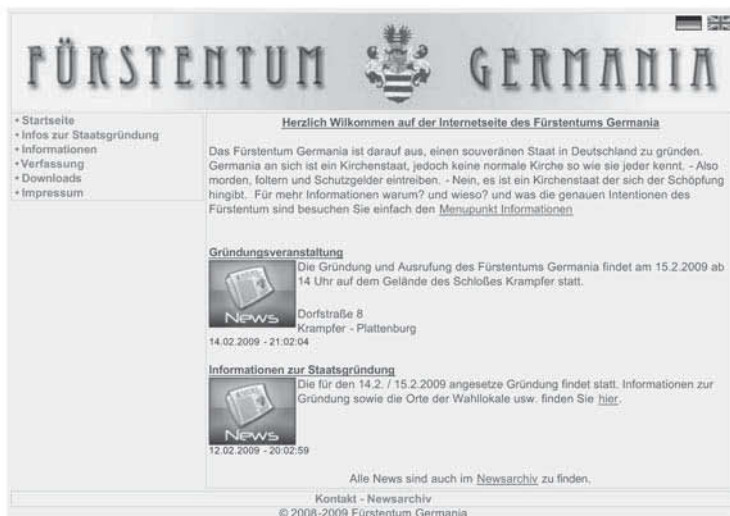 FÜRSTENTUM GERMANIA
• Startseite
• Infos zur Staatsgründung
• Informationen
• Verfassung
• Downloads
• Impressum
Herzlich Wilkommen auf der Internetseite des Fürstentums Germania
Das Fürstentum Germania ist darauf aus, einen souveränen Staat in Deutschland zu gründen.
Germania an sich ist ein Kirchenstaat, jedoch keine normale Kirche so wie sie jeder kennt. - Also
morden, foltern und Schutzgelder eintreiben. - Nein, es ist ein Kirchenstaat der sich der Schöpfung
hingibt. Für mehr Informationen warum? und wieso? und was die genauen Intentionen des
Fürstentum sind besuchen Sie einfach den Menupunkt Informationen
Gründungsveranstaltung
Die Gründung und Ausrufung des Fürstentums Germania findet am 15.2.2009 ab
14 Uhr auf dem Gelände des Schloßes Krampfer statt.
Dorfstraße 8
Krampfer - Plattenburg
News
14.02.2009 - 21:02:04
Informationen zur Staatsgründung
Die für den 14.2. / 15.2.2009 angesetze Gründung findet statt. Informationen zur
Gründung sowie die Orte der Wahllokale usw. finden Sie hier.
News
12.02.2009 - 20:02:59
Alle News sind auch im Newsarchiv zu finden.
Kontakt - Newsarchiv
© 2008-2009 Fürstentum Germania